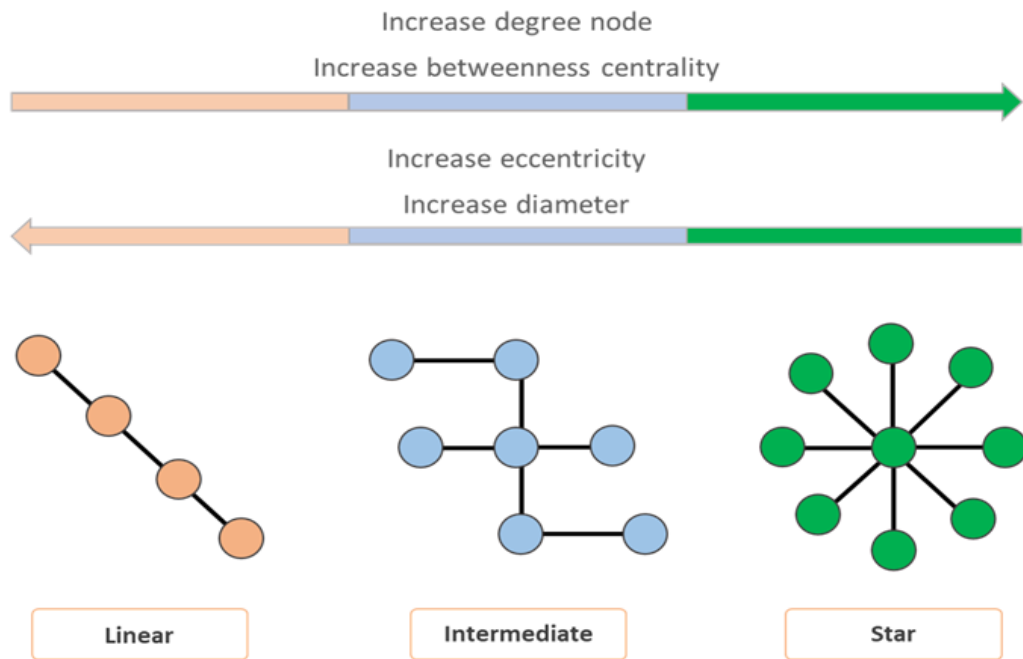 Increase degree node
Increase betweenness centrality
Increase eccentricity
Increase diameter
Linear
Intermediate
Star